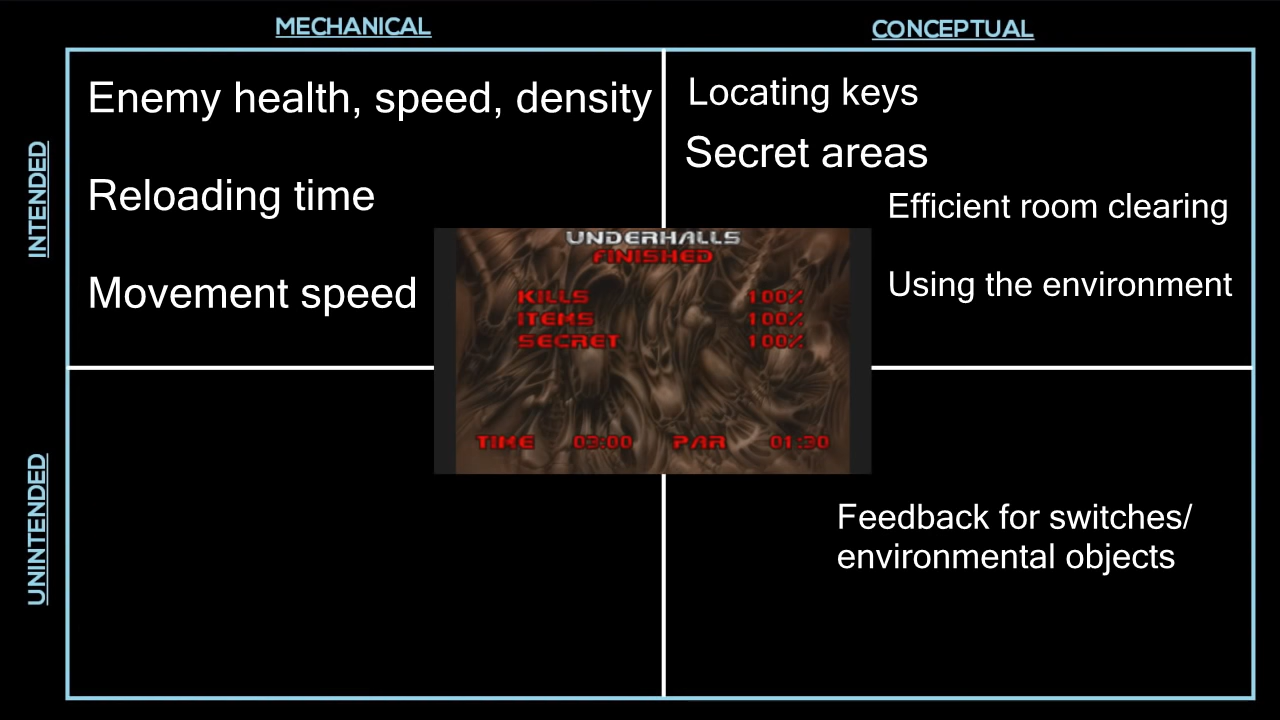 MECHANICAL
CONCEPTUAL
INTENDED
Enemy health, speed, density
Reloading time
Movement speed
Locating keys
Secret areas
Efficient room clearing
Using the environment
UNDERHALLS
FINISHED
KILLS 100%
ITEMS 100%
SECRET 100%
TIME 03:00 PAR 01:30
UNINTENDED
Feedback for switches/
environmental objects